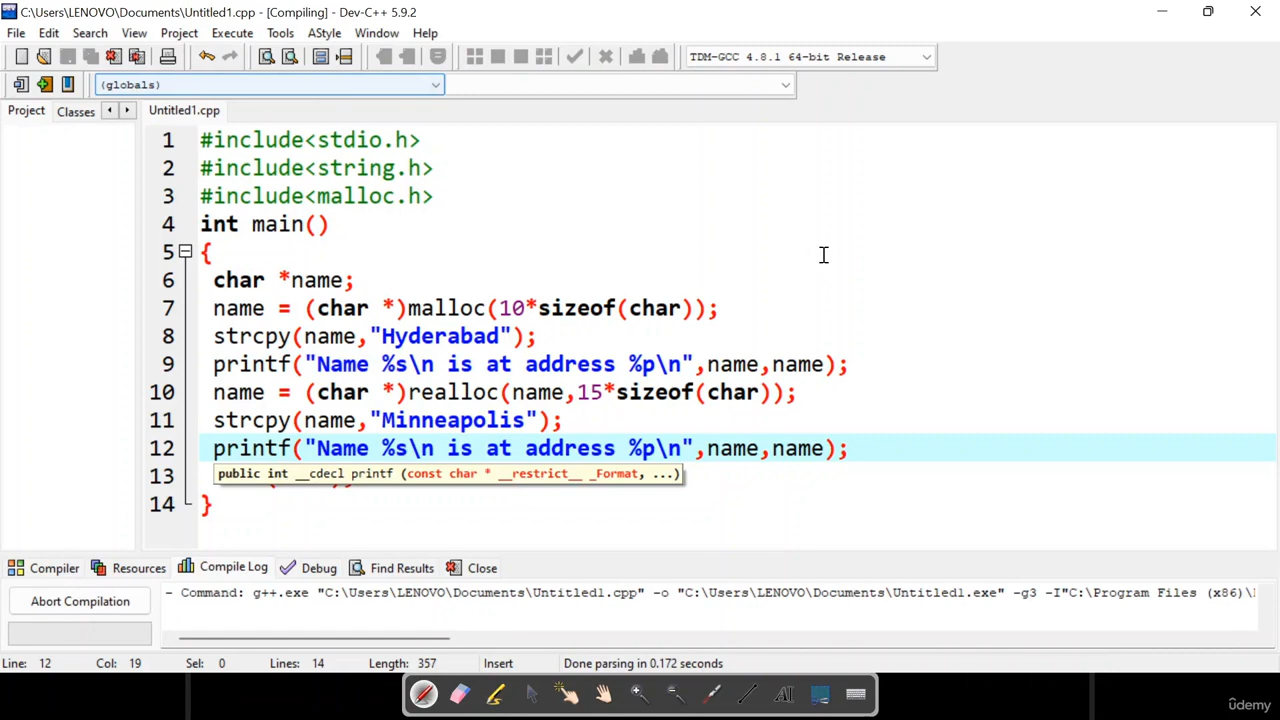 C:\Users\LENOVO\Documents\Untitled1.cpp - [Compiling] - Dev-C++ 5.9.2
File Edit Search View Project Execute Tools AStyle Window Help
TDM-GCC 4.8.1 64-bit Release
(globals)
Project Classes Untitled1.cpp
1 #include<stdio.h>
2 #include<string.h>
3 #include<malloc.h>
4 int main()
5 {
6 char *name;
7 name = (char *)malloc(10*sizeof(char));
8 strcpy(name,"Hyderabad");
9 printf("Name %s\n is at address %p\n",name,name);
10 name = (char *)realloc(name,15*sizeof(char));
11 strcpy(name,"Minneapolis");
12 printf("Name %s\n is at address %p\n",name,name);
13
public int __cdecl printf (const char * __restrict__ _Format, ...)
14 }
Compiler Resources Compile Log Debug Find Results Close
Abort Compilation
- Command: g++.exe "C:\Users\LENOVO\Documents\Untitled1.cpp" -o "C:\Users\LENOVO\Documents\Untitled1.exe" -g3 -I"C:\Program Files (x86)\
Line: 12 Col: 19 Sel: 0 Lines: 14 Length: 357 Insert Done parsing in 0.172 seconds
AI
ûdemy